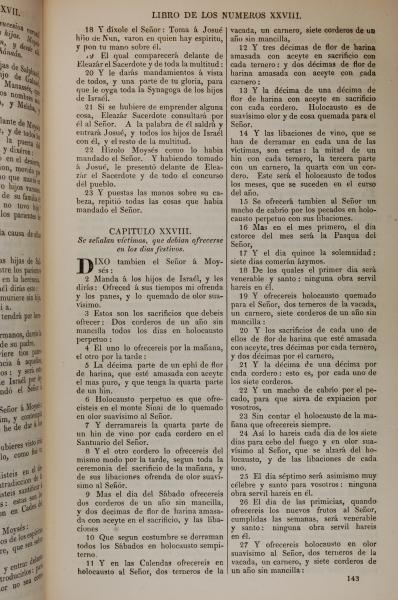 LIBRO DE LOS NUMEROS XXVIII.
18 Y díxole el Señor: Toma á Josué
hijo de Nun, varon en quien hay espíritu,
y pon tu mano sobre él.
19 El qual comparecerá delante de
Eleazár el Sacerdote y de toda la multitud:
20 Y le darás mandamientos á vista
de todos, y una parte de tu gloria, para
que le oyga toda la Synagoga de los hijos
de Israél.
21 Si se hubiere de emprender alguna
cosa, Eleazár Sacerdote consultará por
él al Señor. A la palabra de él saldrá y
entrará Josué, y todos los hijos de Israél
con él, y el resto de la multitud.
22 Hizolo Moysés como lo habia
mandado el Señor. Y habiendo tomado
á Josué, le presentó delante de Eleazár
el Sacerdote y de todo el concurso
del pueblo.
23 Y puestas las manos sobre su cabeza,
repitió todas las cosas que habia
mandado el Señor.
CAPITULO XXVIII.
Se señalan víctimas, que debian ofrecerse
en los dias festivos.
DIXO tambien el Señor á Moysés:
2 Manda á los hijos de Israél, y les
dirás: Ofreced á sus tiempos mi ofrenda
y los panes, y lo quemado de olor suavísimo.
3 Estos son los sacrificios que debeis
ofrecer: Dos corderos de un año sin
mancilla todos los dias en holocausto
perpetuo:
4 El uno lo ofrecereis por la mañana,
el otro por la tarde:
5 La décima parte de un ephi de flor
de harina, que esté amasada con aceyte
el mas puro, y que tenga la quarta parte
de un hin.
6 Holocausto perpetuo es que ofrecisteis
en el monte Sinai de lo quemado
en olor suavísimo al Señor.
7 Y derramareis la quarta parte de
un hin de vino por cada cordero en el
Santuario del Señor.
8 Y el otro cordero lo ofrecereis del
mismo modo por la tarde, segun toda la
ceremonia del sacrificio de la mañana, y
de sus libaciones ofrenda de olor suavísimo
al Señor.
9 Mas el dia del Sábado ofrecereis
dos corderos de un año sin mancilla,
y dos decimas de flor de harina amasada
con aceyte en el sacrificio, y las libaciones
10 Que segun costumbre se derraman
todos los Sábados en holocausto sempiterno.
11 Y en las Calendas ofrecereis en
holocausto al Señor, dos terneros de la
vacada, un carnero, siete corderos de un
año sin mancilla,
12 Y tres décimas de flor de harina
amasada con aceyte en sacrificio con
cada ternero: y dos décimas de flor de
harina amasada con aceyte con cada
carnero:
13 Y la décima de una décima de
flor de harina con aceyte en sacrificio
con cada cordero. Holocausto es de
suavísimo olor y de cosa quemada para el
Señor.
14 Y las libaciones de vino, que se
han de derramar en cada una de las
víctimas, son estas: la mitad de un
hin con cada ternero, la tercera parte
con un carnero, la quarta con un cordero.
Este será el holocausto de todos
los meses, que se suceden en el curso
del año.
15 Se ofrecerá tambien al Señor un
macho de cabrío por los pecados en holocausto
perpetuo con sus libaciones.
16 Mas en el mes primero, el dia
catorce del mes será la Pasqua del
Señor,
17 Y el dia quince la solemnidad:
siete dias comerán ázymos.
18 De los quales el primer dia será
venerable y santo: ninguna obra servil
hareis en él.
19 Y ofrecereis holocausto quemado
para el Señor, dos terneros de la vacada,
un carnero, siete corderos de un año sin
mancilla:
20 Y los sacrificios de cada uno de
ellos de flor de harina que esté amasada
con aceyte, tres décimas por cada ternero,
y dos décimas por el carnero,
21 Y la décima de una décima por
cada cordero: esto es, por cada uno de
los siete corderos.
22 Y un macho de cabrío por el pecado,
para que sirva de expiacion por
vosotros,
23 Sin contar el holocausto de la mañana
que ofrecereis siempre.
24 Así lo hareis cada dia de los siete
dias para cebo del fuego y en olor suavísimo
al Señor, que se alzará del holocausto,
y de las libaciones de cada
uno.
25 El dia séptimo será asimismo muy
célebre y santo para vosotros: ninguna
obra servil hareis en él.
26 El dia de las primicias, quando
ofrecereis los nuevos frutos al Señor,
cumplidas las semanas, será venerable
y santo: ninguna obra servil hareis
en él.
27 Y ofrecereis holocausto en olor
suavísimo al Señor, dos terneros de la
vacada, un carnero, y siete corderos de
un año sin mancilla:
143